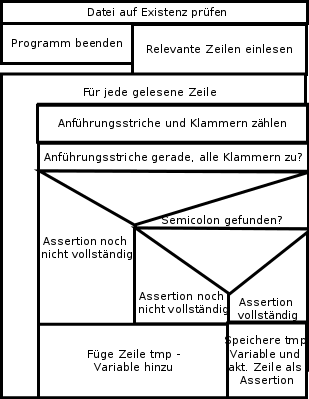 Datei auf Existenz prüfen
Programm beenden
Relevante Zeilen einlesen
Für jede gelesene Zeile
Anführungsstriche und Klammern zählen
Anführungsstriche gerade, alle Klammern zu?
Semicolon gefunden?
Assertion noch
nicht vollständig
Assertion noch
nicht vollständig
Assertion
vollständig
Füge Zeile tmp -
Variable hinzu
Speichere tmp
Variable und
akt. Zeile als
Assertion